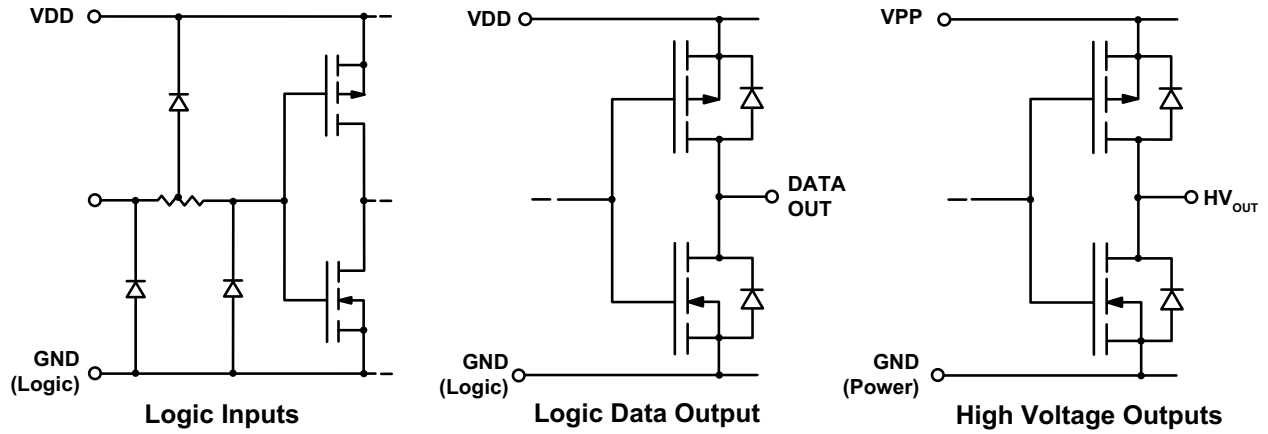 VDD
GND
(Logic)
Logic Inputs
VDD
DATA
OUT
GND
(Logic)
Logic Data Output
VPP
HVOUT
GND
(Power)
High Voltage Outputs